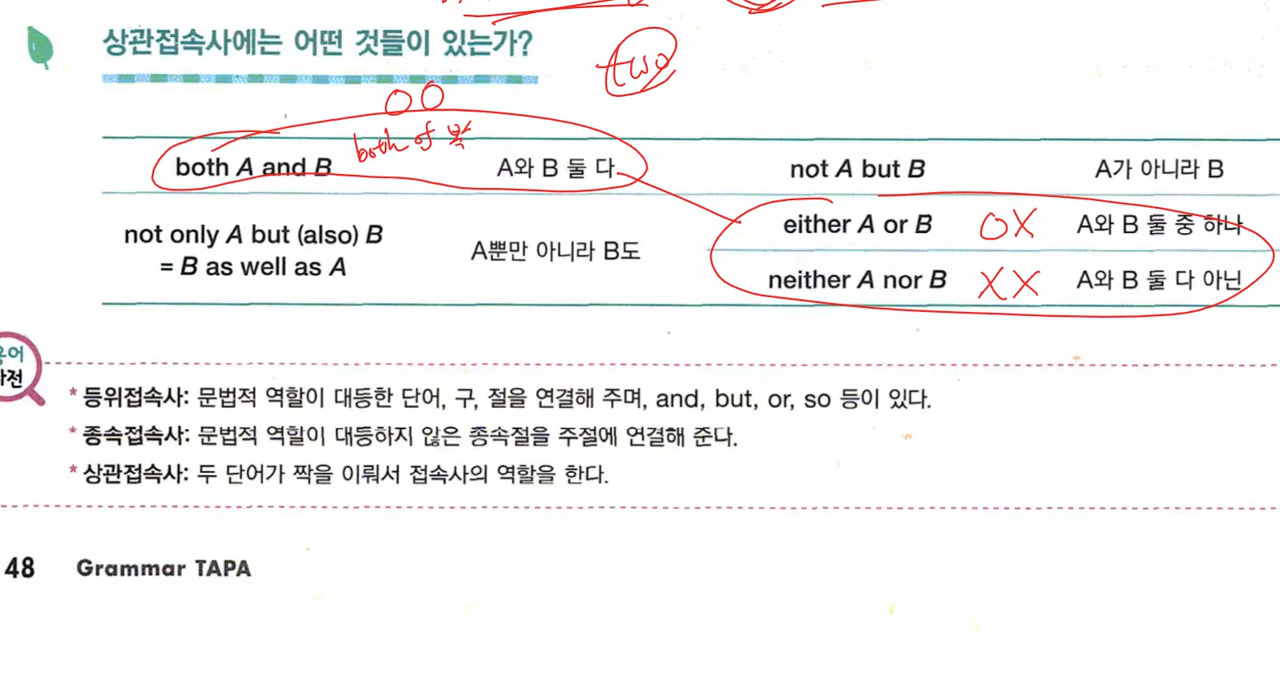 상관접속사에는 어떤 것들이 있는가?
two
OO
both of 복
both A and B A와 B 둘 다
not A but B A가 아니라 B
not only A but (also) B
= B as well as A
A뿐만 아니라 B도
either A or B OX A와 B 둘 중 하나
neither A nor B XX A와 B 둘 다 아닌
* 등위접속사: 문법적 역할이 대등한 단어, 구, 절을 연결해 주며, and, but, or, so 등이 있다.
* 종속접속사: 문법적 역할이 대등하지 않은 종속절을 주절에 연결해 준다.
* 상관접속사: 두 단어가 짝을 이뤄서 접속사의 역할을 한다.
48 Grammar TAPA